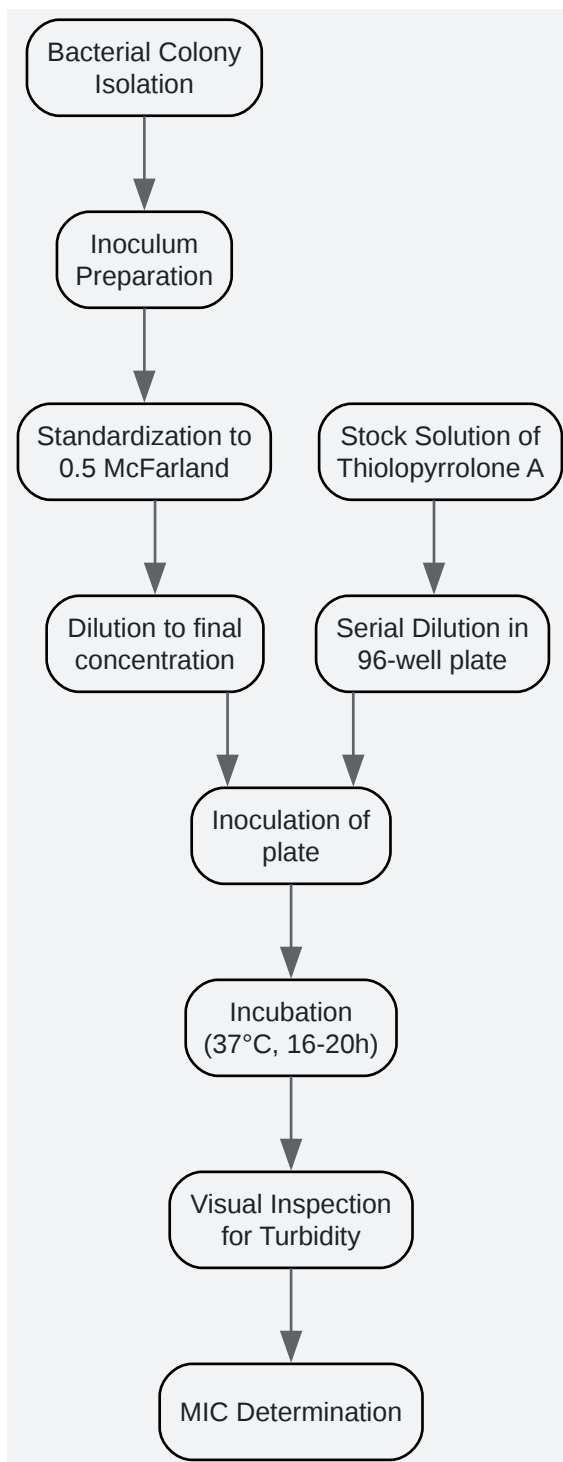 Bacterial Colony
Isolation
Inoculum
Preparation
Standardization to
0.5 McFarland
Stock Solution of
Thiolopyrrolone A
Dilution to final
concentration
Serial Dilution in
96-well plate
Inoculation of
plate
Incubation
(37°C, 16-20h)
Visual Inspection
for Turbidity
MIC Determination